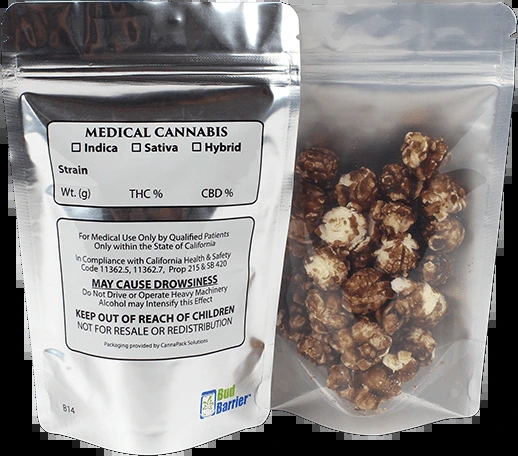 MEDICAL CANNABIS
☐ Indica ☐ Sativa ☐ Hybrid
Strain
Wt. (g) THC % CBD %
For Medical Use Only by Qualified Patients
Only within the State of California
In Compliance with California Health & Safety
Code 11362.5, 11362.7, Prop 215 & SB 420
MAY CAUSE DROWSINESS
Do Not Drive or Operate Heavy Machinery
Alcohol may Intensify this Effect
KEEP OUT OF REACH OF CHILDREN
NOT FOR RESALE OR REDISTRIBUTION
Packaging provided by CannaPack Solutions
B14
Bud
Barrier™